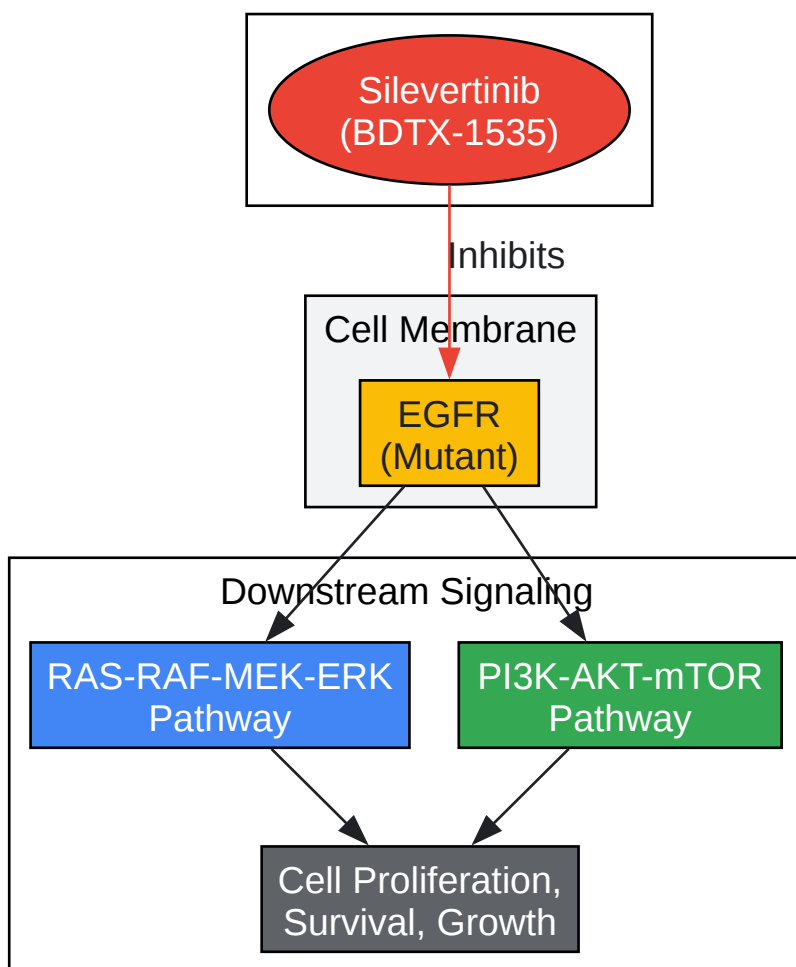 Silevertinib
(BDTX-1535)
Inhibits
Cell Membrane
EGFR
(Mutant)
Downstream Signaling
RAS-RAF-MEK-ERK
Pathway
PI3K-AKT-mTOR
Pathway
Cell Proliferation,
Survival, Growth